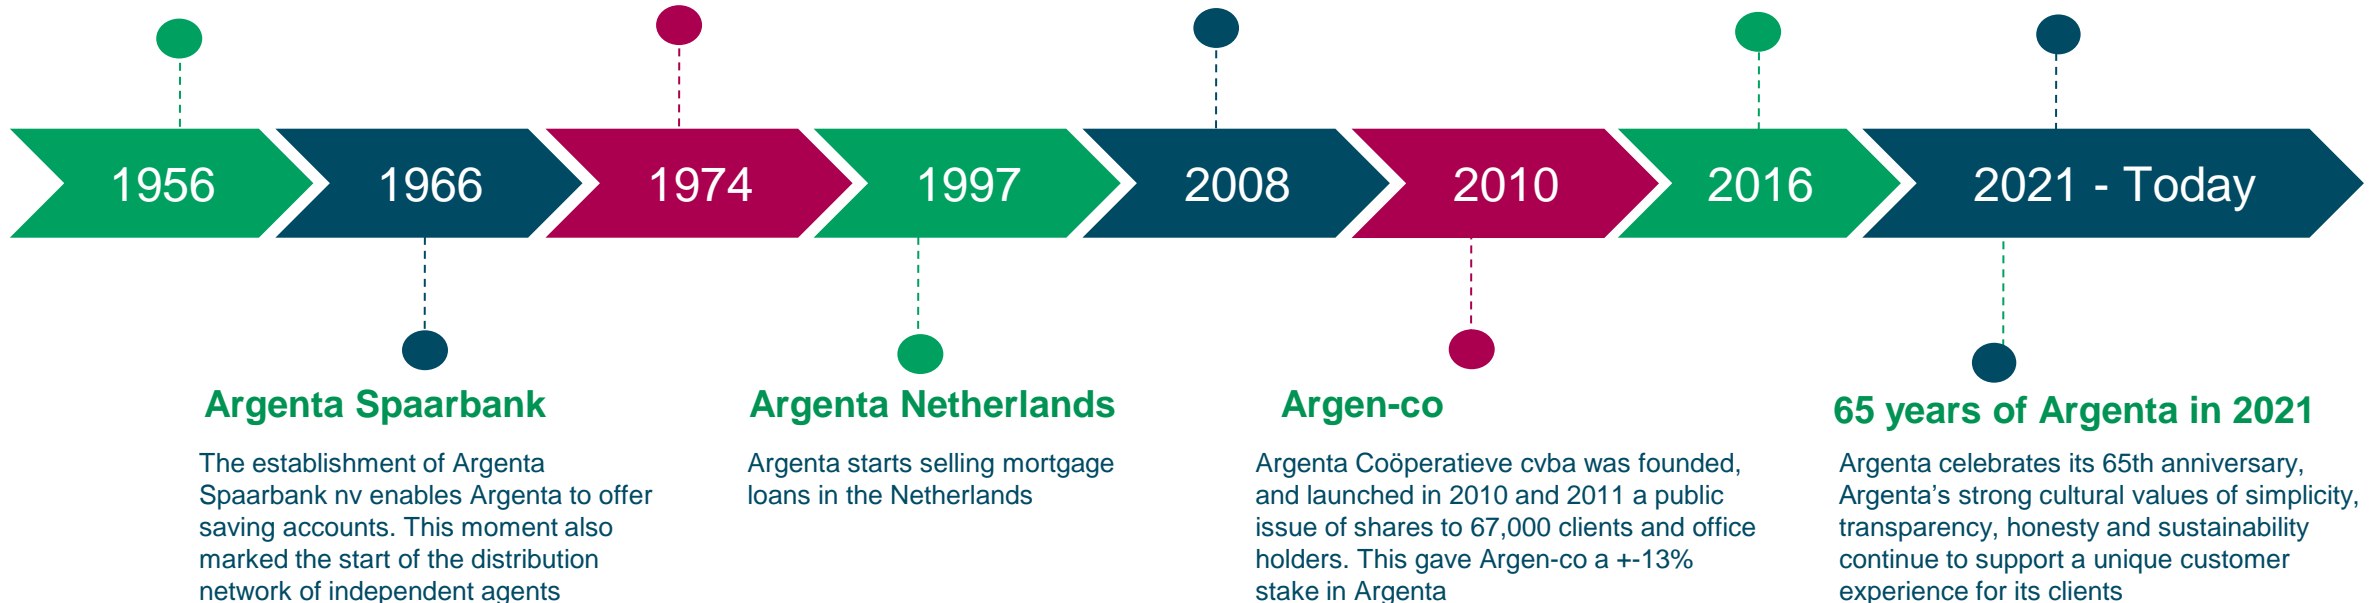 1956
1966
1974
1997
2008
2010
2016
2021 - Today
Argenta Spaarbank
The establishment of Argenta
Spaarbank nv enables Argenta to offer
saving accounts. This moment also
marked the start of the distribution
network of independent agents
Argenta Netherlands
Argenta starts selling mortgage
loans in the Netherlands
Argen-co
Argenta Coöperatieve cvba was founded,
and launched in 2010 and 2011 a public
issue of shares to 67,000 clients and office
holders. This gave Argen-co a +-13%
stake in Argenta
65 years of Argenta in 2021
Argenta celebrates its 65th anniversary,
Argenta’s strong cultural values of simplicity,
transparency, honesty and sustainability
continue to support a unique customer
experience for its clients